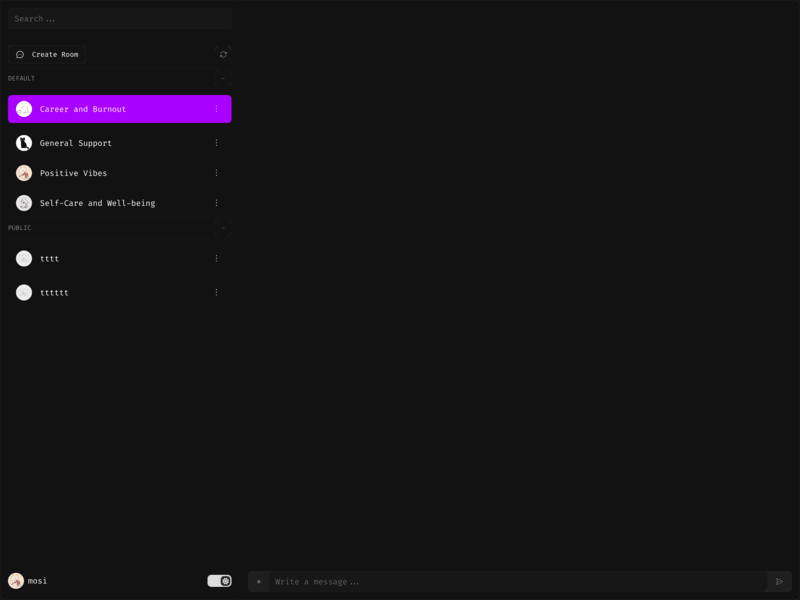 Search...
Create Room
DEFAULT
Career and Burnout
General Support
Positive Vibes
Self-Care and Well-being
PUBLIC
tttt
tttttt
mosi
Write a message...